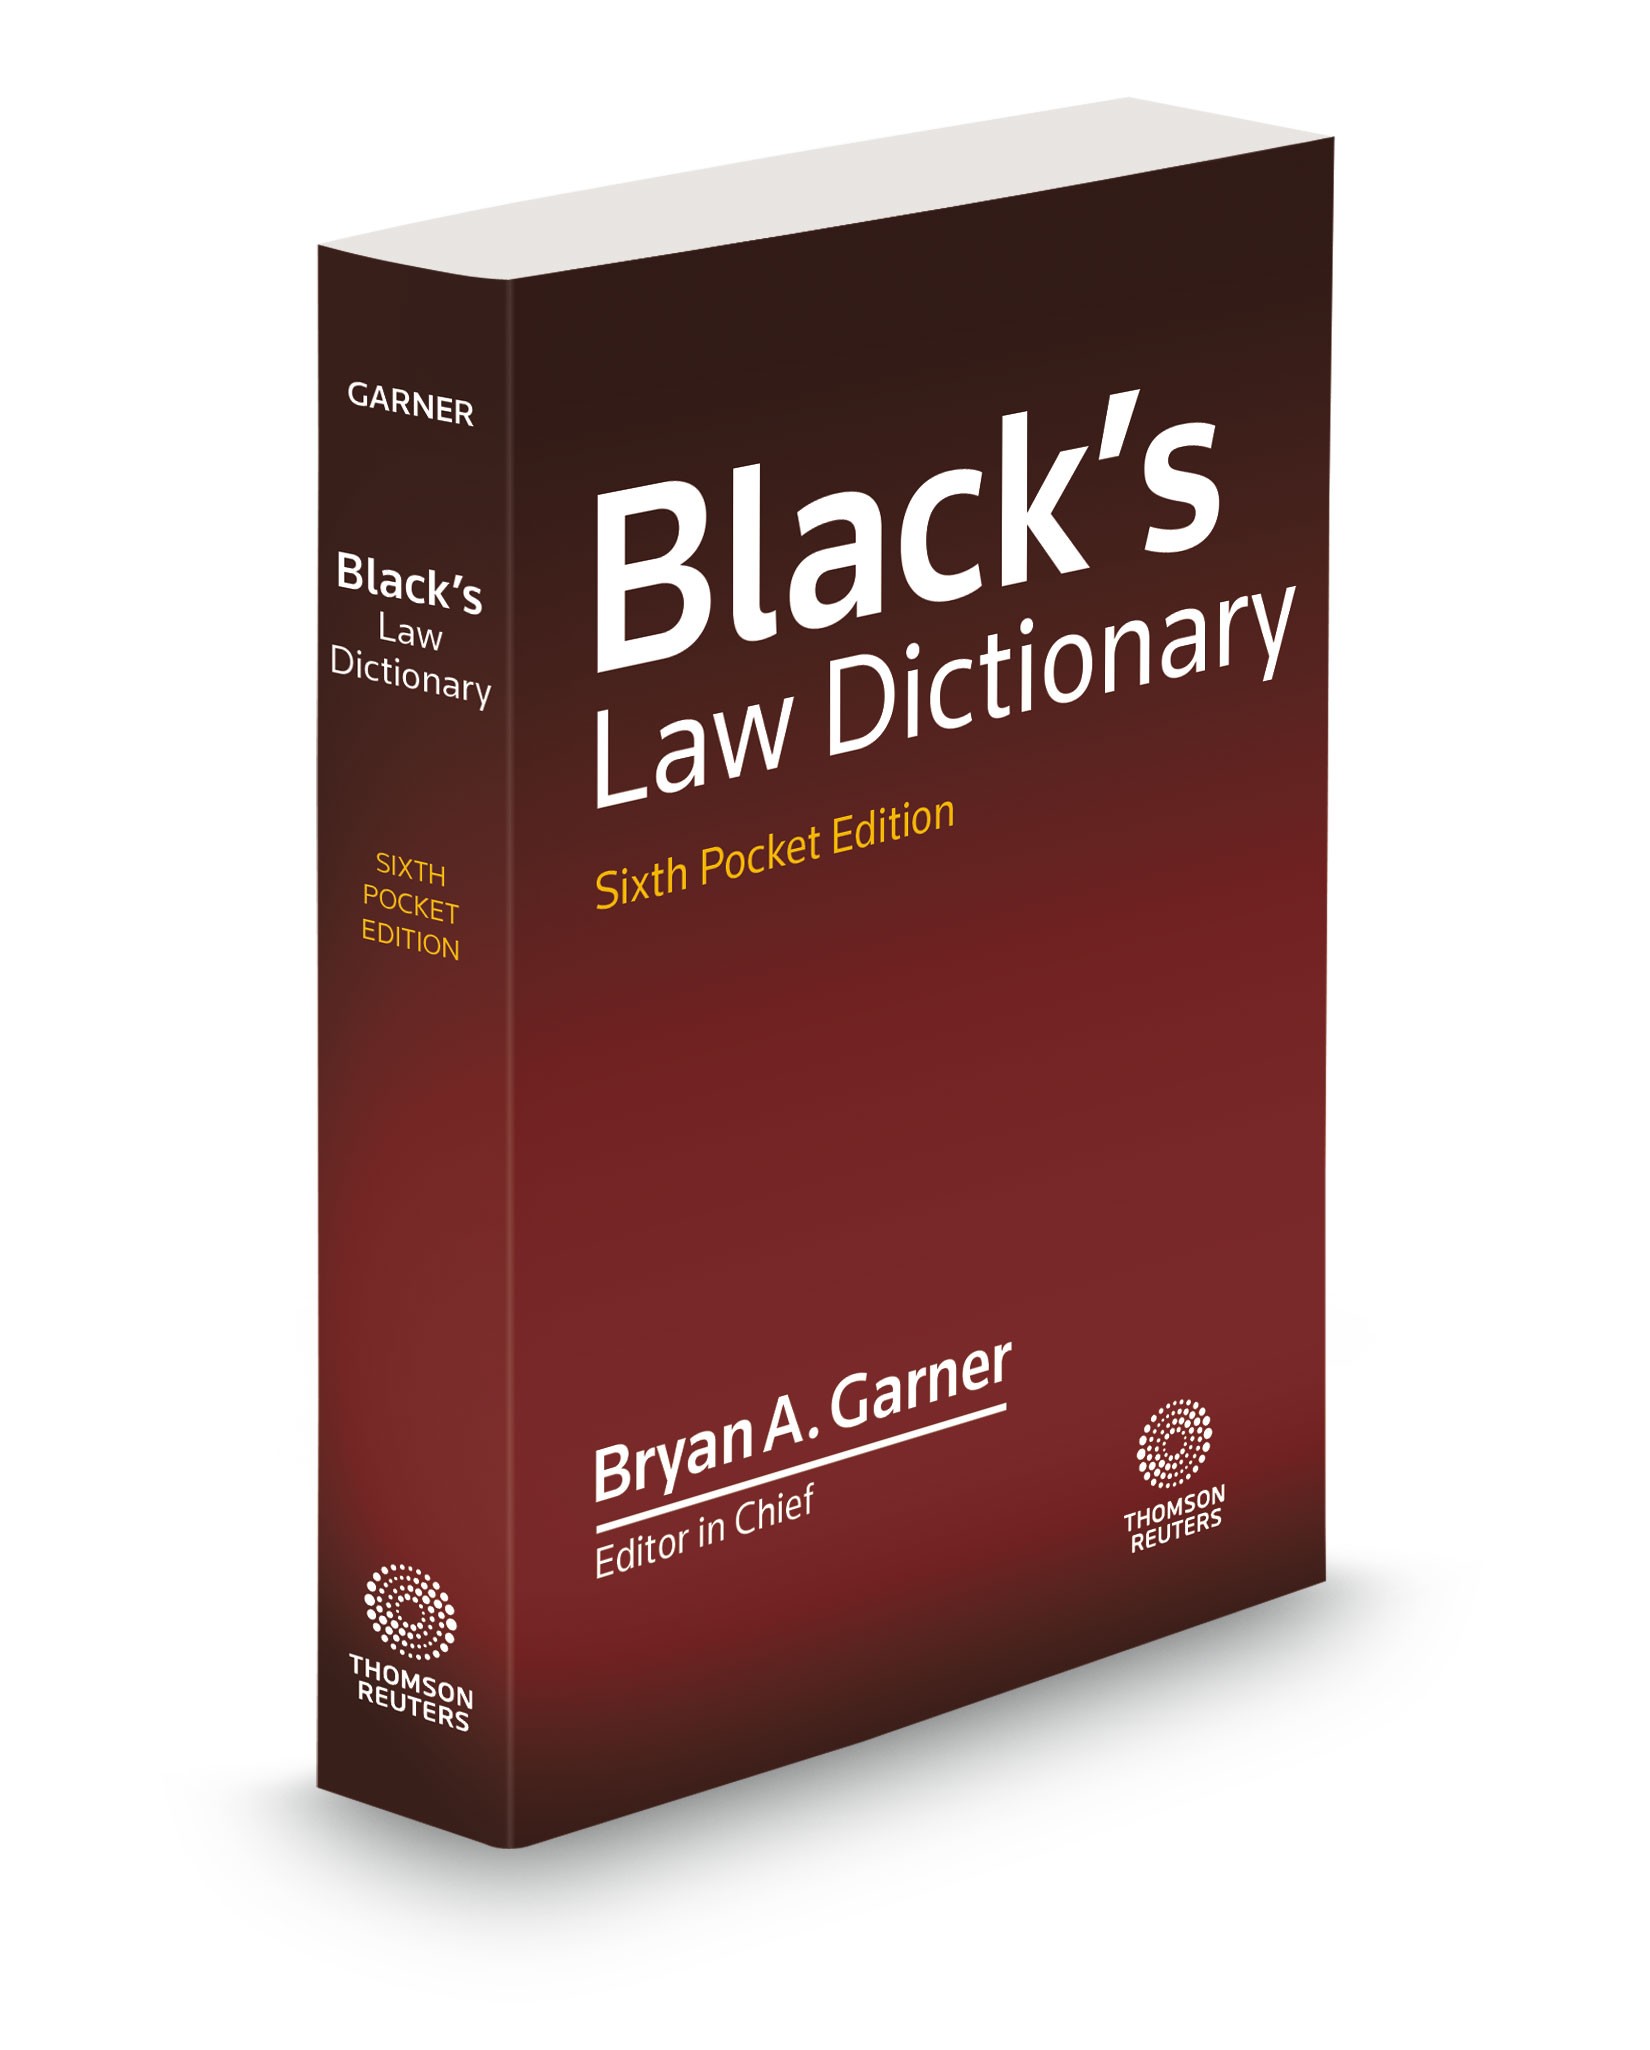 GARNER
Black's
Law
Dictionary
SIXTH
POCKET
EDITION
THOMSON
REUTERS
Black's
Law Dictionary
Sixth Pocket Edition
Bryan A. Garner
Editor in Chief
THOMSON
REUTERS